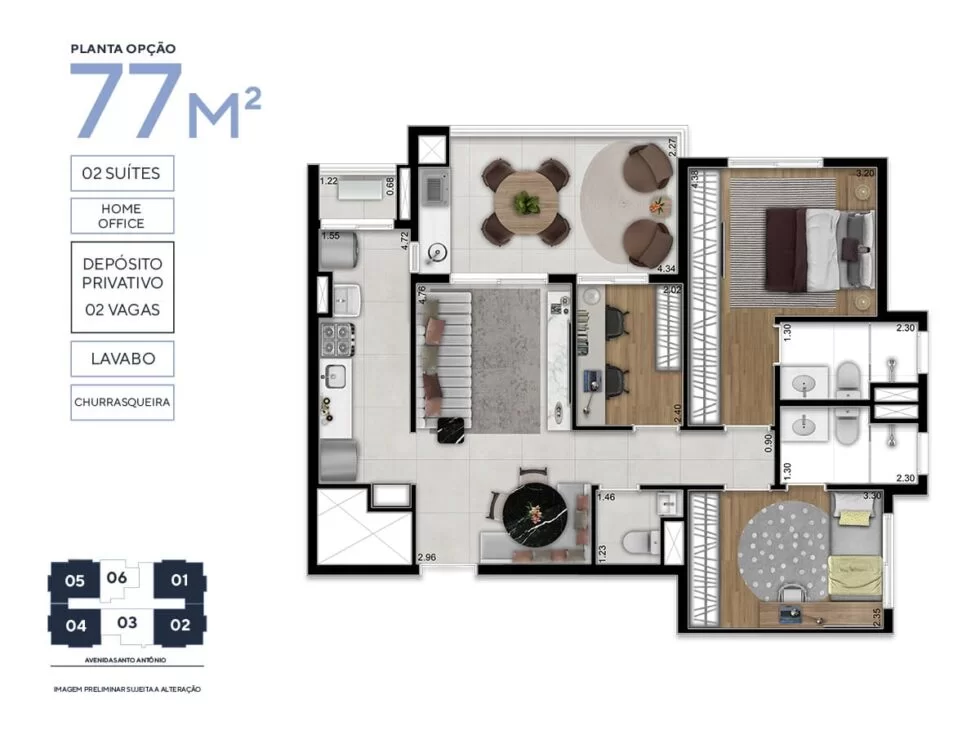 PLANTA OPÇÃO
77M²
02 SUÍTES
HOME
OFFICE
DEPÓSITO
PRIVATIVO
02 VAGAS
LAVABO
CHURRASQUEIRA
2.27
1.22
0.68
1.55
4.72
4.34
4.38
3.20
4.76
2.02
2.40
1.30
2.30
0.90
1.30
2.30
3.30
1.46
1.23
2.96
2.35
05
06
01
04
03
02
AVENIDA SANTO ANTÔNIO
IMAGEM PRELIMINAR SUJEITA A ALTERAÇÃO